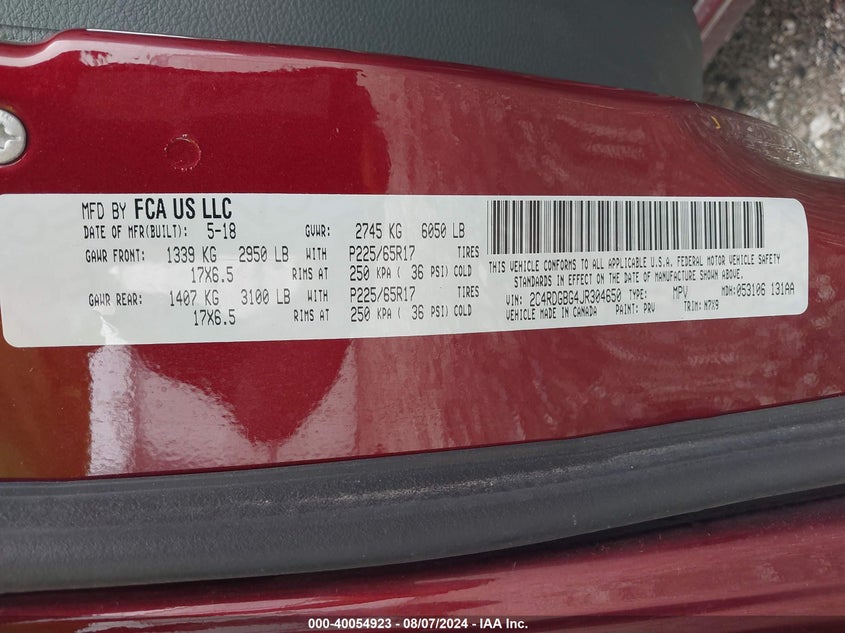 MFD BY FCA US LLC
DATE OF MFR(BUILT): 5-18 GVWR: 2745 KG 6050 LB
GAWR FRONT: 1339 KG 2950 LB WITH P225/65R17 TIRES
17X6.5 RIMS AT 250 KPA ( 36 PSI) COLD
GAWR REAR: 1407 KG 3100 LB WITH P225/65R17 TIRES
17X6.5 RIMS AT 250 KPA ( 36 PSI) COLD
THIS VEHICLE CONFORMS TO ALL APPLICABLE U.S.A. FEDERAL MOTOR VEHICLE SAFETY
STANDARDS IN EFFECT ON THE DATE OF MANUFACTURE SHOWN ABOVE.
VIN: 2C4RDGBG4JR304650 TYPE: MPV MDH: 053106 131AA
VEHICLE MADE IN CANADA PAINT: PRV TRIM: M7X9
000-40054923 - 08/07/2024 - IAA Inc.